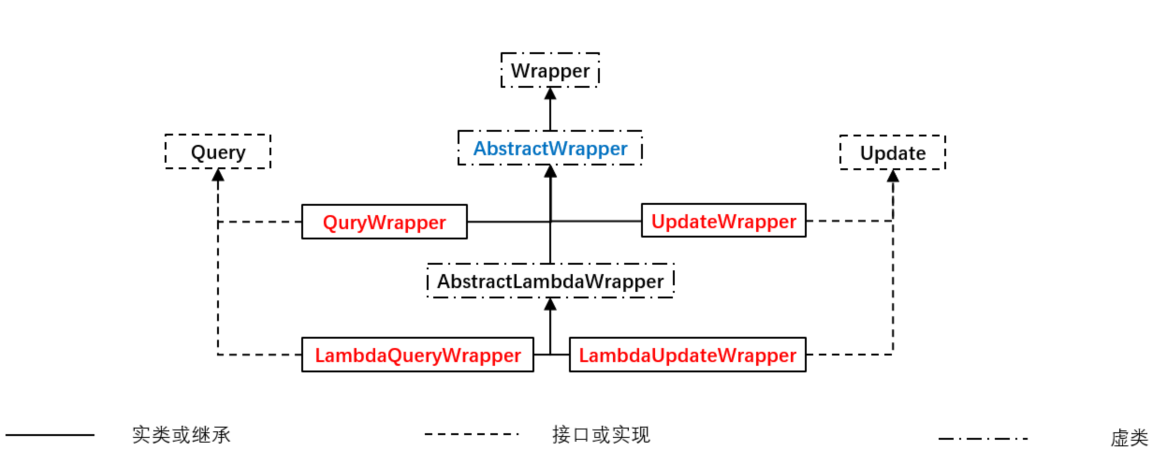 Wrapper
Query
AbstractWrapper
Update
QuryWrapper
UpdateWrapper
AbstractLambdaWrapper
LambdaQueryWrapper
LambdaUpdateWrapper
实类或继承
接口或实现
虚类